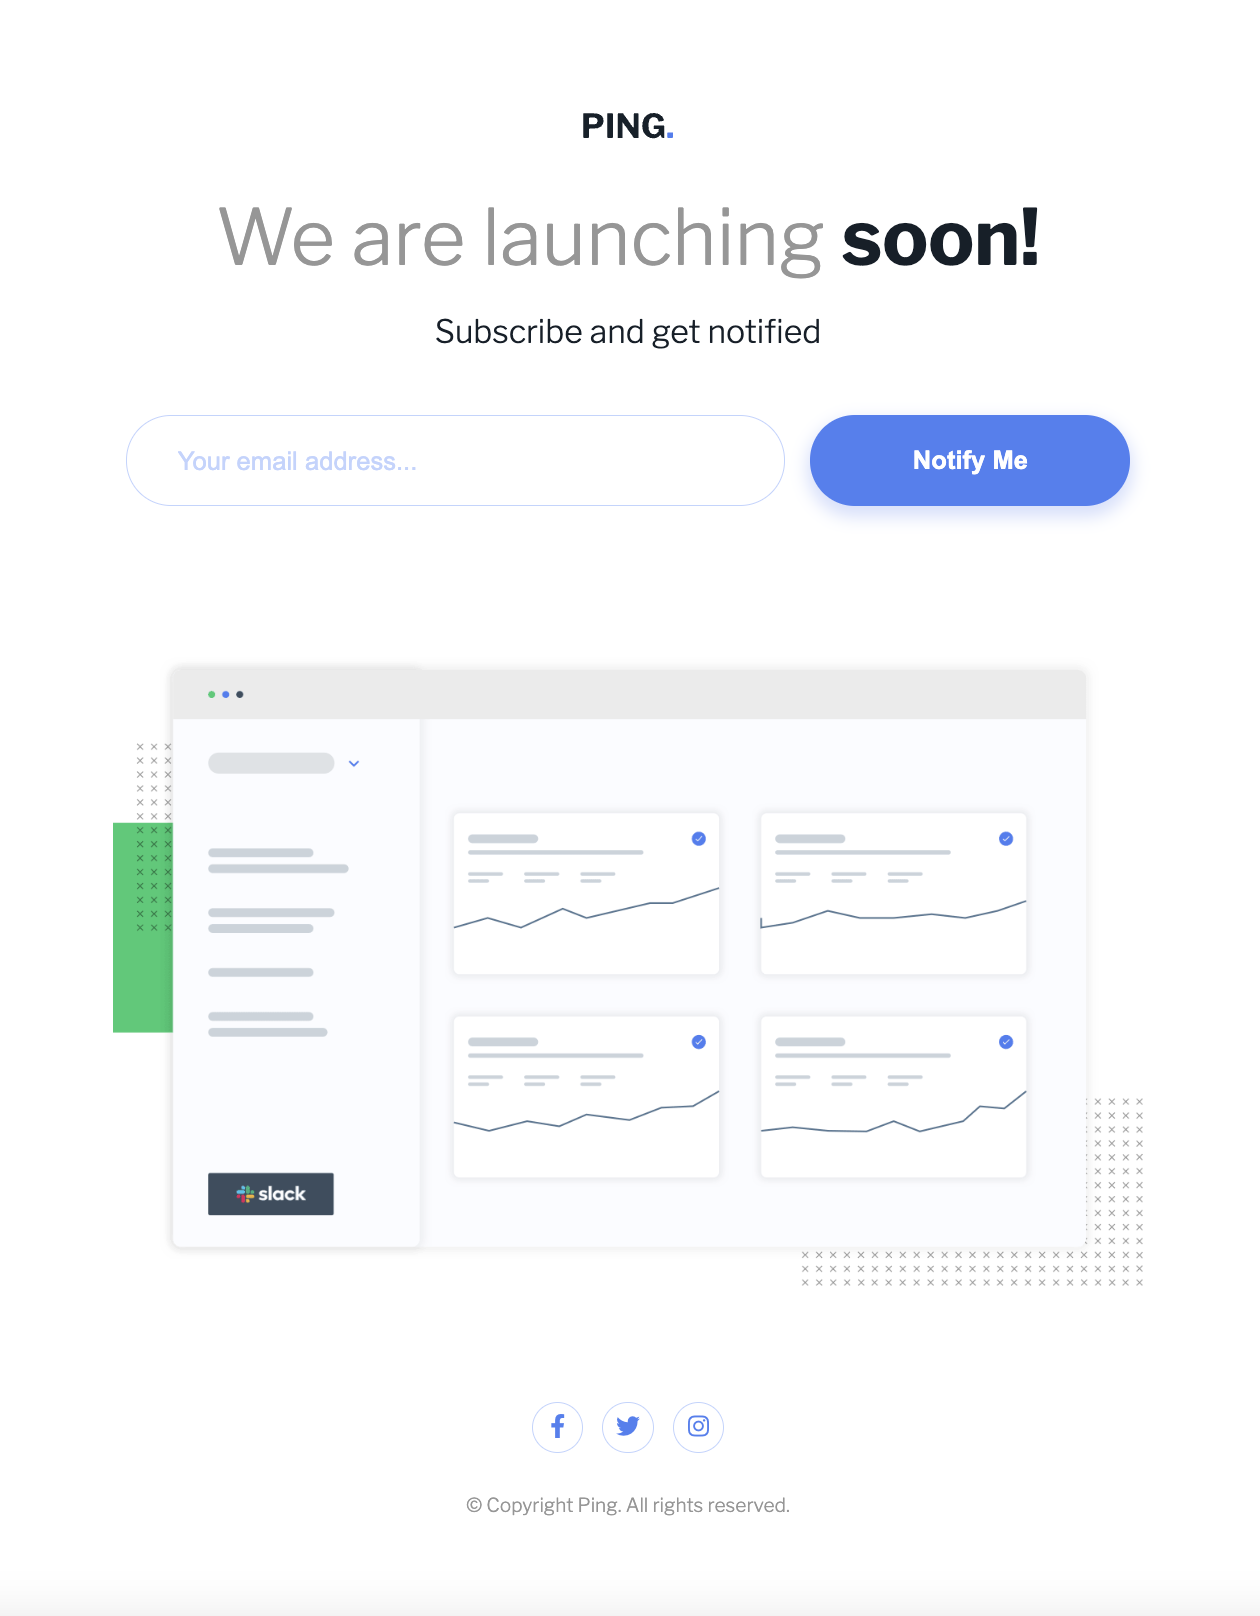 PING.
We are launching soon!
Subscribe and get notified
Your email address...
Notify Me
slack
© Copyright Ping. All rights reserved.